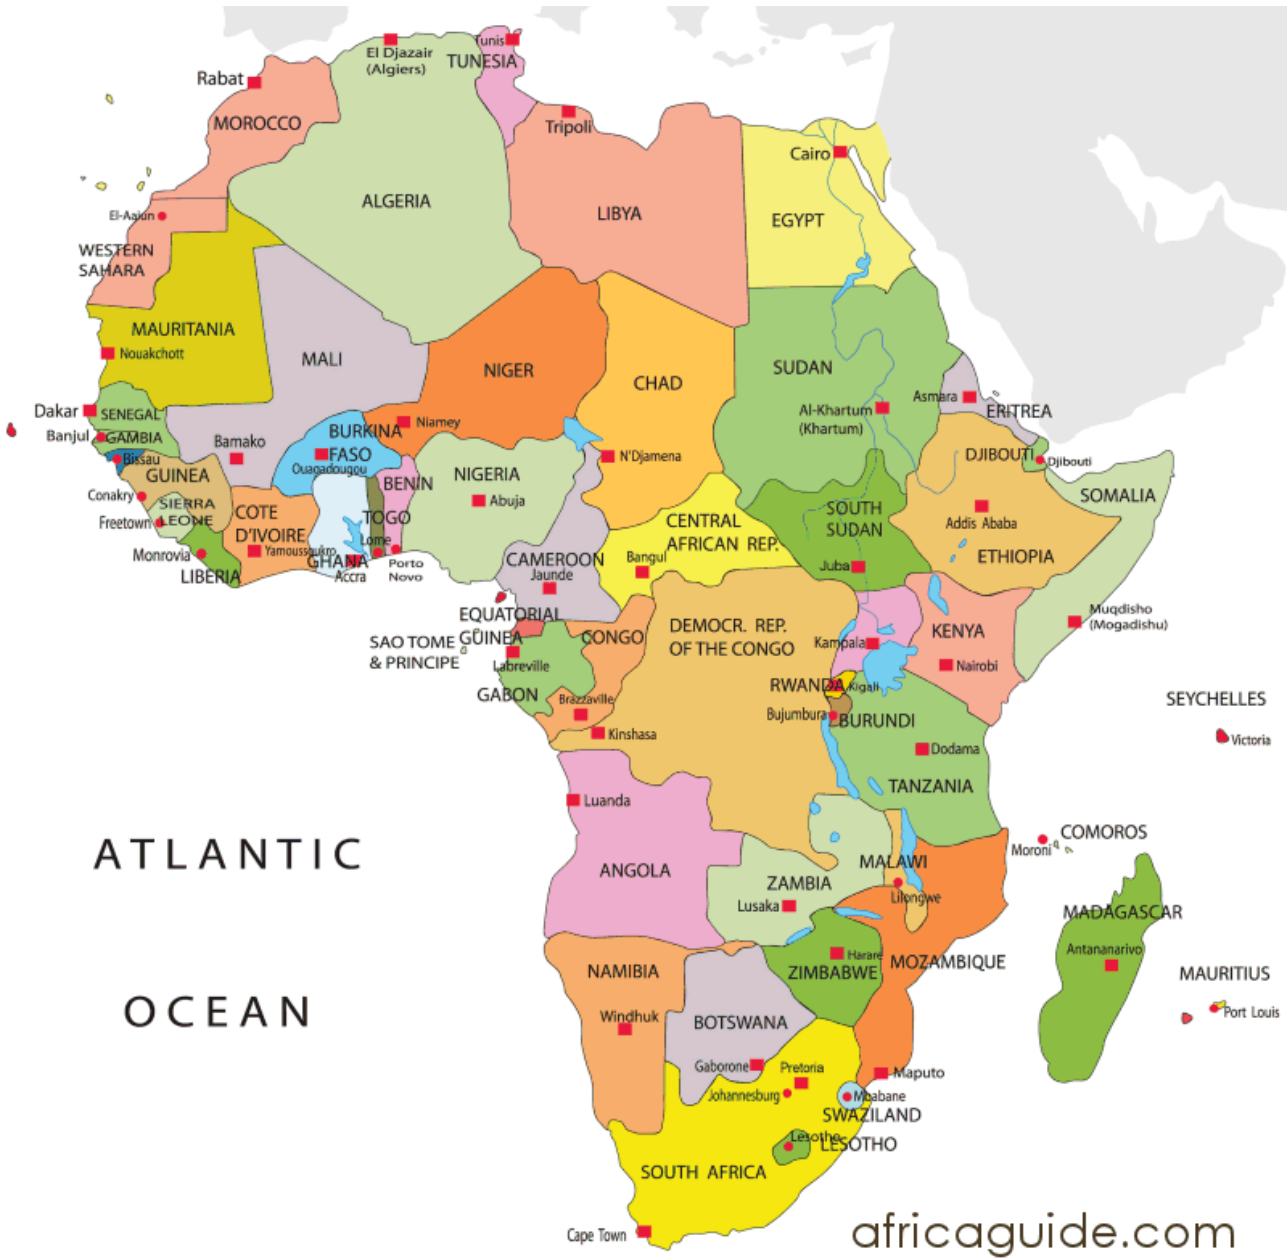 Tunis
El Djazair
(Algiers)
TUNESIA
Rabat
MOROCCO
Tripoli
Cairo
ALGERIA
LIBYA
EGYPT
El-Aaiun
WESTERN
SAHARA
MAURITANIA
Nouakchott
MALI
NIGER
CHAD
SUDAN
Al-Khartum
(Khartum)
Asmara
ERITREA
Dakar
SENEGAL
Banjul
GAMBIA
Bissau
Bamako
BURKINA
FASO
Ouagadougou
Niamey
N'Djamena
DJIBOUTI
Djibouti
GUINEA
Conakry
SIERRA
LEONE
Freetown
COTE
D'IVOIRE
Yamoussoukro
Monrovia
LIBERIA
GHANA
Accra
TOGO
Lome
BENIN
Porto
Novo
NIGERIA
Abuja
CAMEROON
Jaunde
CENTRAL
AFRICAN REP.
Bangul
SOUTH
SUDAN
Juba
Addis Ababa
ETHIOPIA
SOMALIA
Muqdisho
(Mogadishu)
EQUATORIAL
GUINEA
SAO TOME
& PRINCIPE
Labreville
GABON
CONGO
Brazzaville
Kinshasa
DEMOCR. REP.
OF THE CONGO
Kampala
KENYA
Nairobi
RWANDA
Kigali
Bujumbura
BURUNDI
Dodama
TANZANIA
SEYCHELLES
Victoria
Luanda
ANGOLA
ZAMBIA
Lusaka
MALAWI
Lilongwe
COMOROS
Moroni
ATLANTIC
OCEAN
NAMIBIA
Windhuk
BOTSWANA
Gaborone
ZIMBABWE
Harare
MOZAMBIQUE
MADAGASCAR
Antananarivo
MAURITIUS
Port Louis
Pretoria
Johannesburg
Maputo
Mbabane
SWAZILAND
Lesotho
LESOTHO
SOUTH AFRICA
Cape Town
africaguide.com